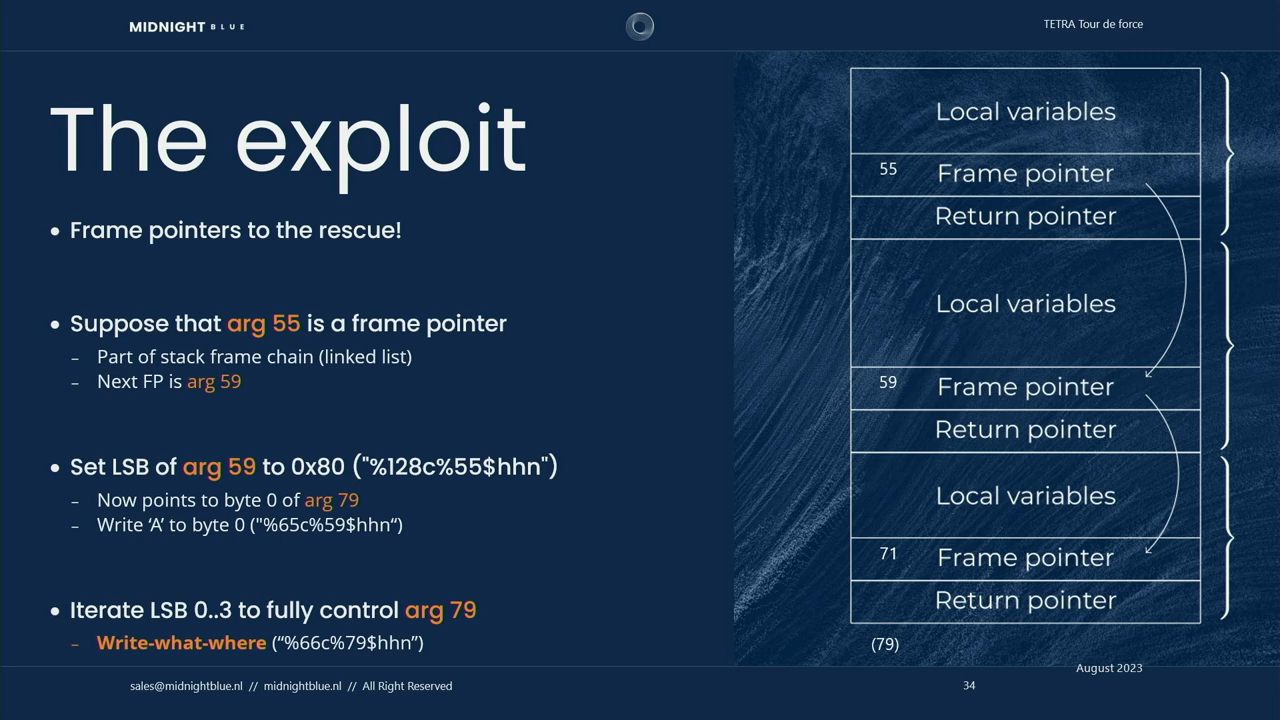 MIDNIGHT BLUE
TETRA Tour de force
The exploit
• Frame pointers to the rescue!
• Suppose that arg 55 is a frame pointer
– Part of stack frame chain (linked list)
– Next FP is arg 59
• Set LSB of arg 59 to 0x80 ("%128c%55$hhn")
– Now points to byte 0 of arg 79
– Write ‘A’ to byte 0 ("%65c%59$hhn“)
• Iterate LSB 0..3 to fully control arg 79
– Write-what-where (“%66c%79$hhn”)
Local variables
55 Frame pointer
Return pointer
Local variables
59 Frame pointer
Return pointer
Local variables
71 Frame pointer
Return pointer
(79)
August 2023
sales@midnightblue.nl // midnightblue.nl // All Right Reserved
34